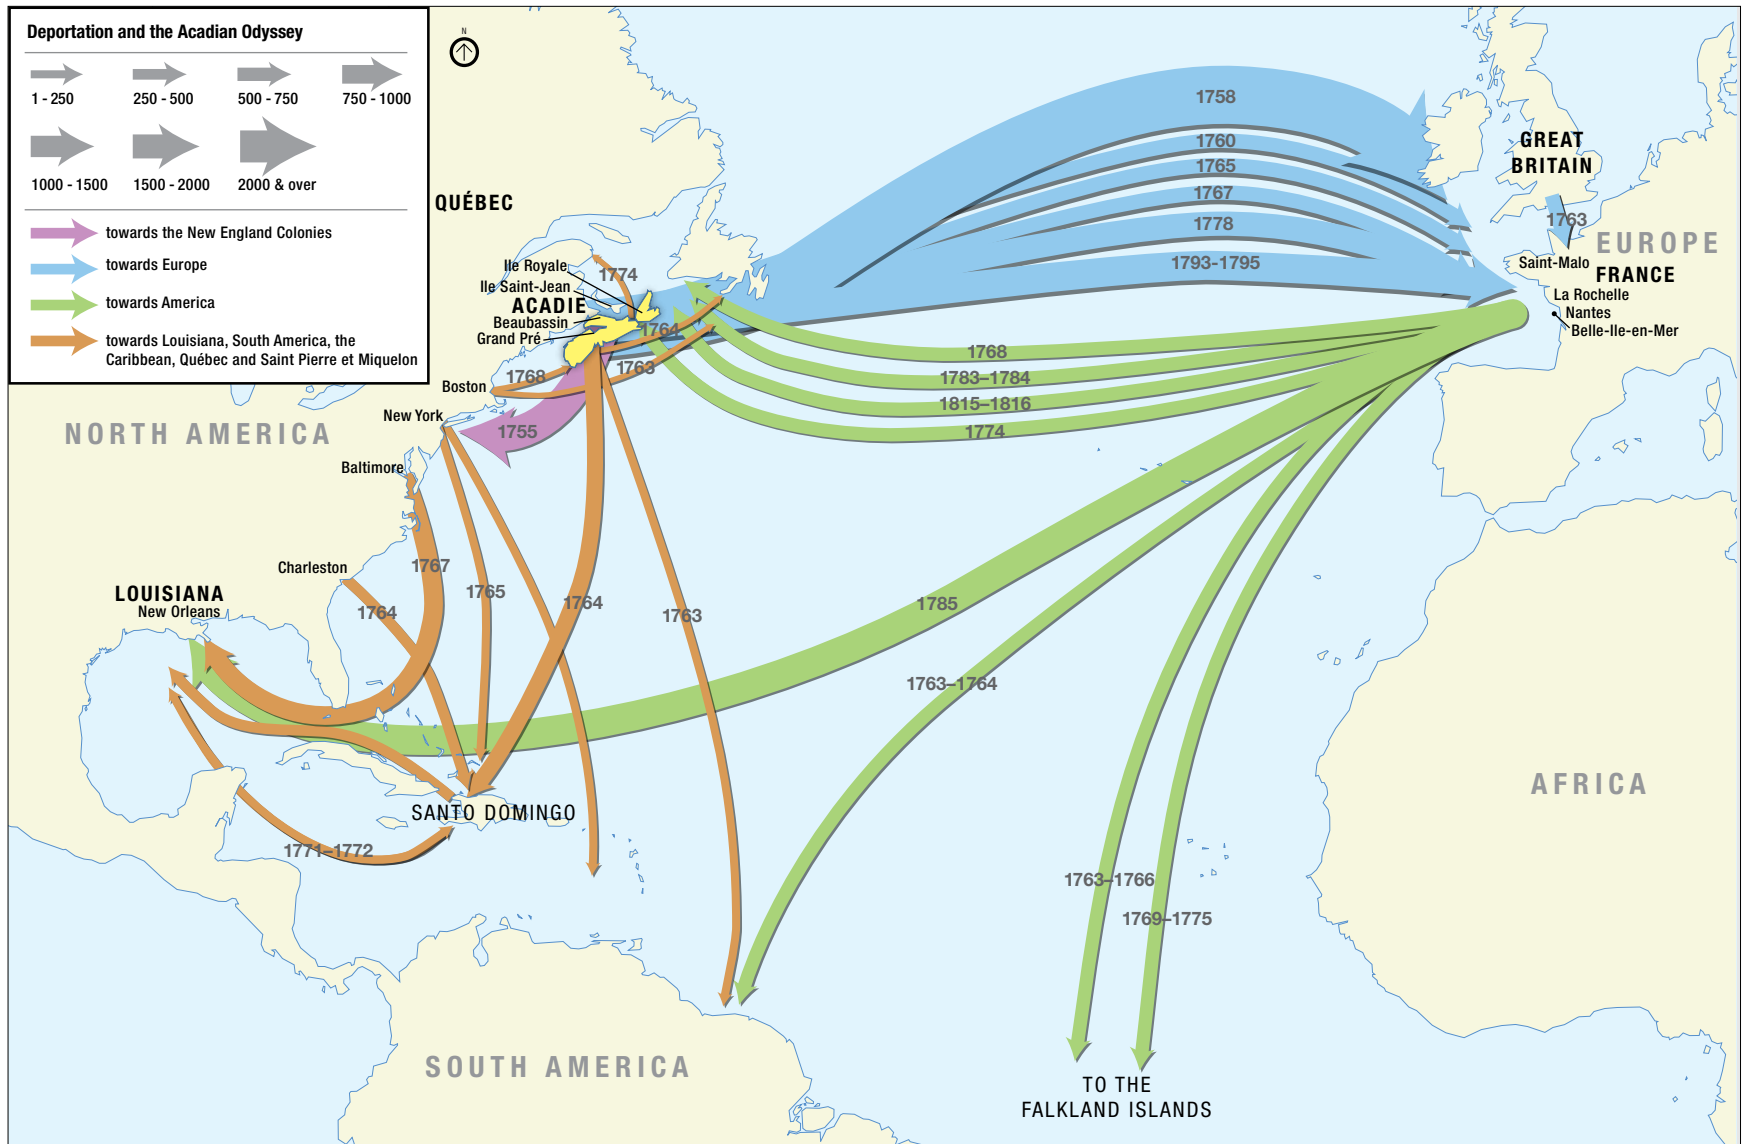 Deportation and the Acadian Odyssey
1 - 250
250 - 500
500 - 750
750 - 1000
1000 - 1500
1500 - 2000
2000 & over
towards the New England Colonies
towards Europe
towards America
towards Louisiana, South America, the
Caribbean, Québec and Saint Pierre et Miquelon
N
1758
1760
1765
1767
1778
1793-1795
GREAT
BRITAIN
1763
EUROPE
Saint-Malo
FRANCE
La Rochelle
Nantes
Belle-Ile-en-Mer
QUÉBEC
Ile Royale
1774
Ile Saint-Jean
ACADIE
Beaubassin
1764
Grand Pré
1768
1763
Boston
New York
1755
NORTH AMERICA
Baltimore
1768
1783–1784
1815–1816
1774
Charleston
1767
LOUISIANA
New Orleans
1764
1765
1764
1763
1785
1763–1764
SANTO DOMINGO
1771–1772
AFRICA
1763–1766
1769–1775
SOUTH AMERICA
TO THE
FALKLAND ISLANDS